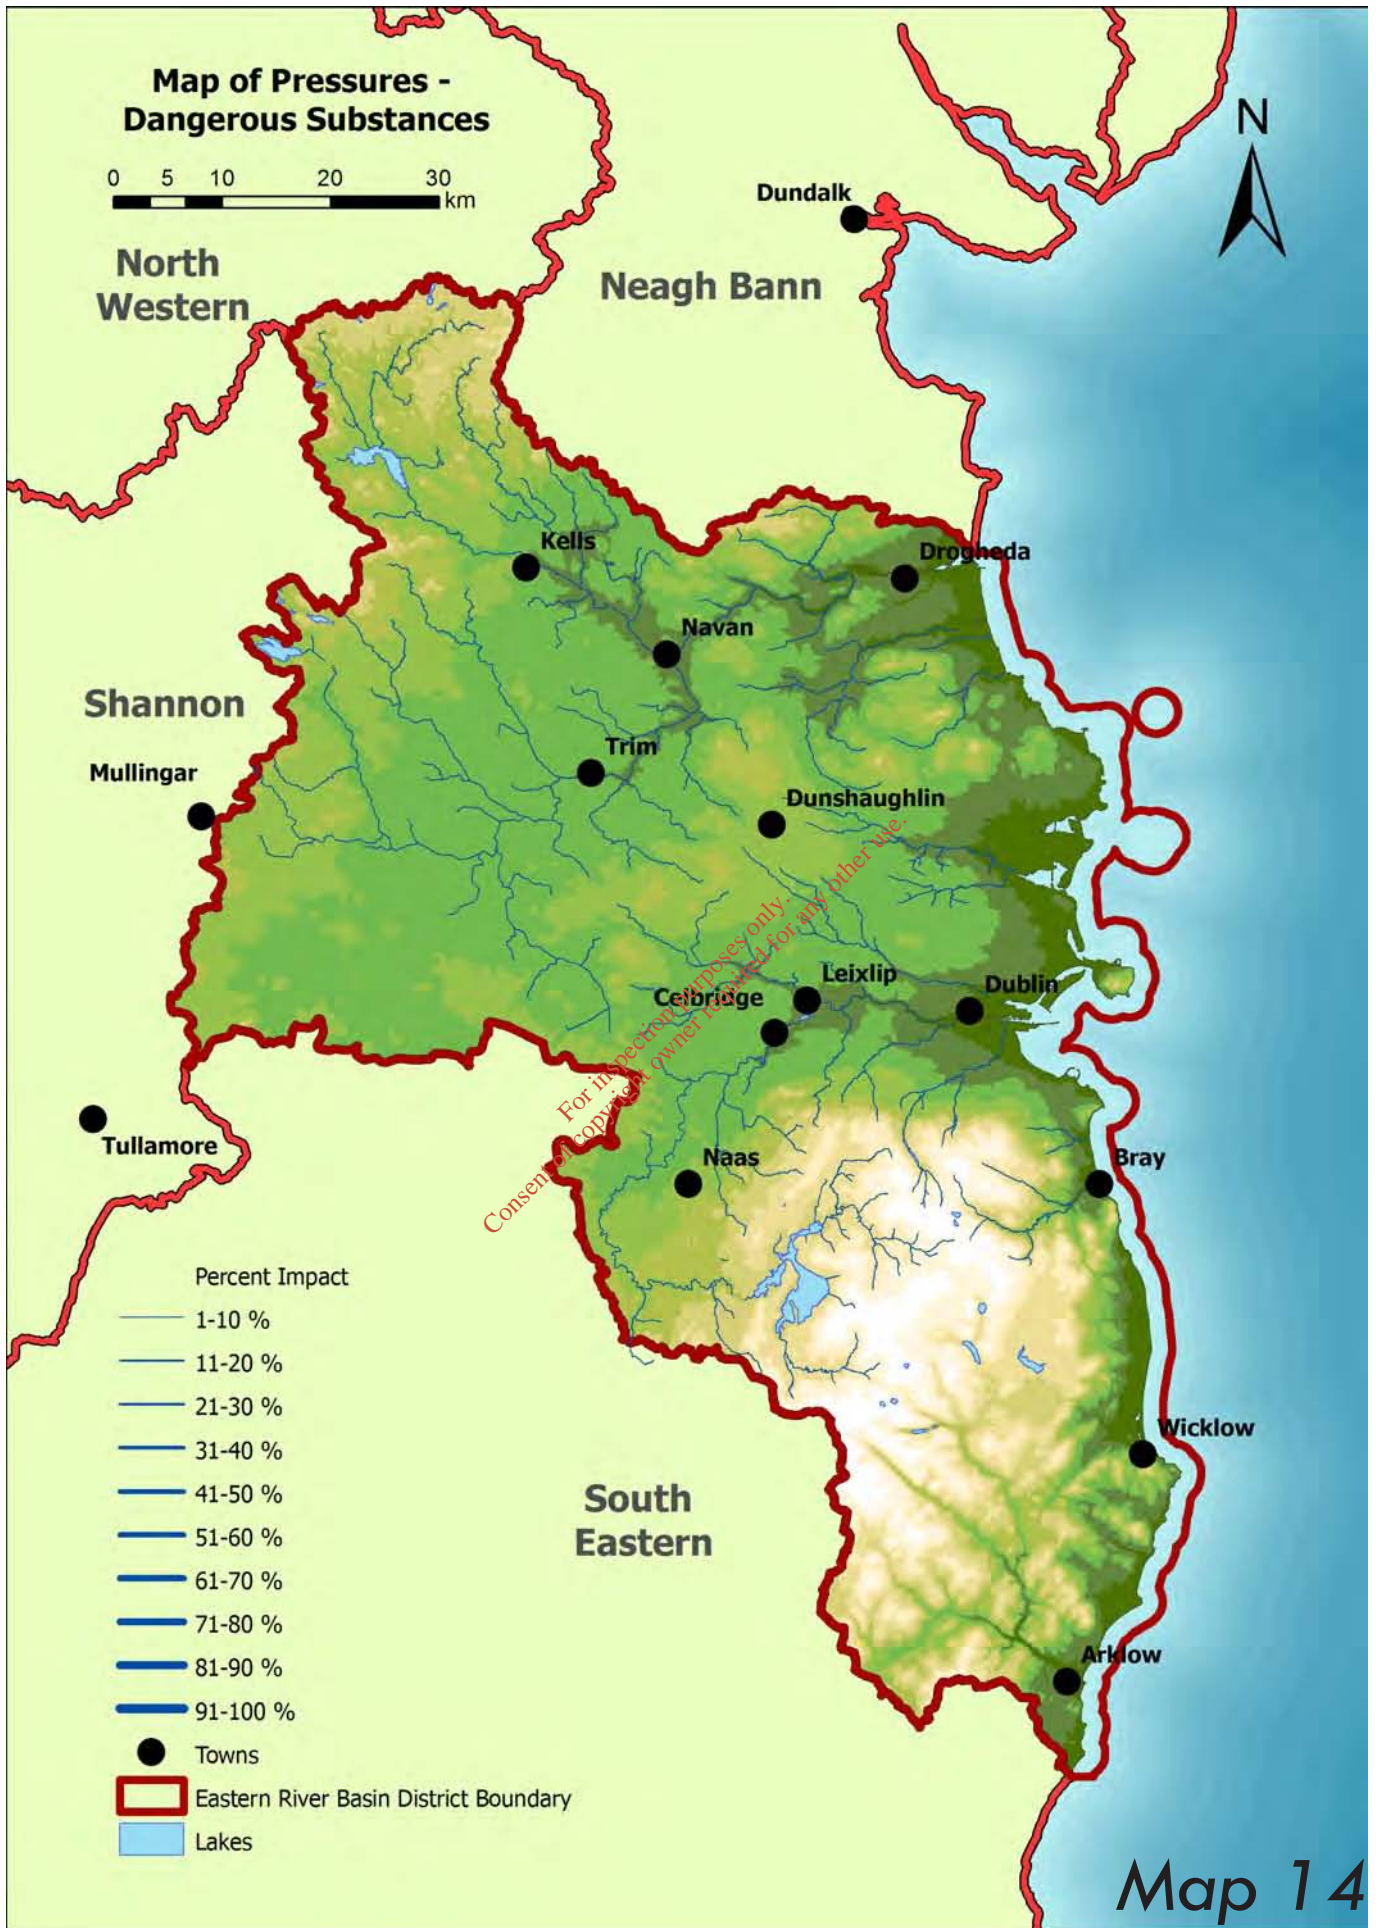 Map of Pressures -
Dangerous Substances
0 5 10 20 30
km
N
Dundalk
North
Western
Neagh Bann
Kells
Drogheda
Navan
Shannon
Trim
Mullingar
Dunshaughlin
Leixlip
Celbridge
Dublin
For inspection purposes only.
Consent of copyright owner required for any other use.
Tullamore
Naas
Bray
Wicklow
South
Eastern
Arklow
Percent Impact
1-10 %
11-20 %
21-30 %
31-40 %
41-50 %
51-60 %
61-70 %
71-80 %
81-90 %
91-100 %
Towns
Eastern River Basin District Boundary
Lakes
Map 14